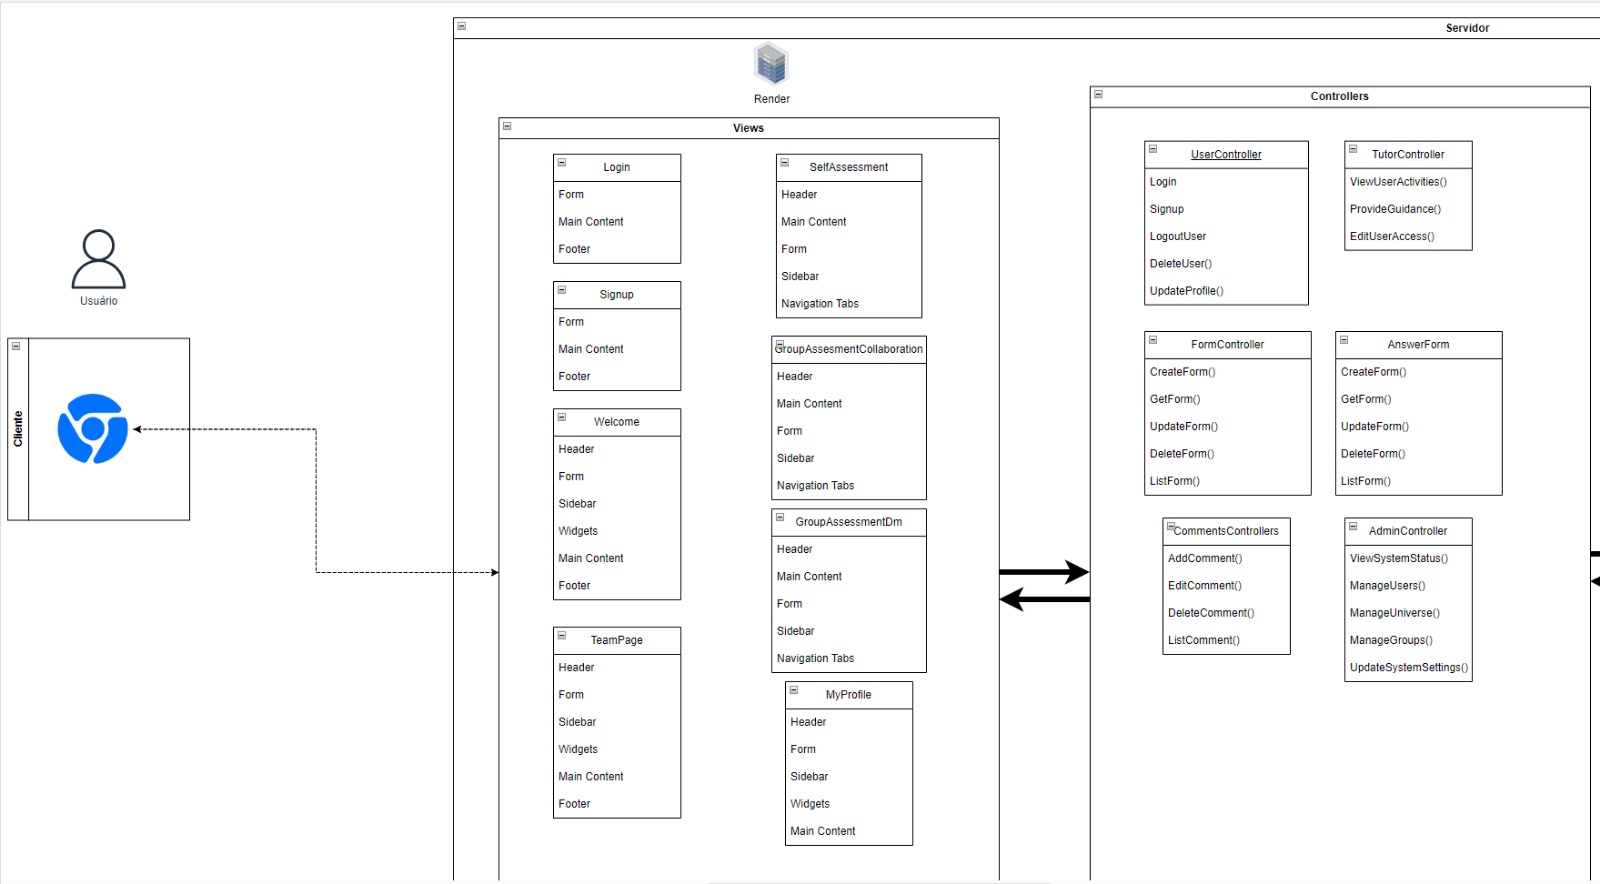 Servidor
Render
Usuário
Cliente
Views
Login
Form
Main Content
Footer
Signup
Form
Main Content
Footer
Welcome
Header
Form
Sidebar
Widgets
Main Content
Footer
TeamPage
Header
Form
Sidebar
Widgets
Main Content
Footer
SelfAssessment
Header
Main Content
Form
Sidebar
Navigation Tabs
GroupAssesmentCollaboration
Header
Main Content
Form
Sidebar
Navigation Tabs
GroupAssessmentDm
Header
Main Content
Form
Sidebar
Navigation Tabs
MyProfile
Header
Form
Sidebar
Widgets
Main Content
Controllers
UserController
Login
Signup
LogoutUser
DeleteUser()
UpdateProfile()
TutorController
ViewUserActivities()
ProvideGuidance()
EditUserAccess()
FormController
CreateForm()
GetForm()
UpdateForm()
DeleteForm()
ListForm()
AnswerForm
CreateForm()
GetForm()
UpdateForm()
DeleteForm()
ListForm()
CommentsControllers
AddComment()
EditComment()
DeleteComment()
ListComment()
AdminController
ViewSystemStatus()
ManageUsers()
ManageUniverse()
ManageGroups()
UpdateSystemSettings()